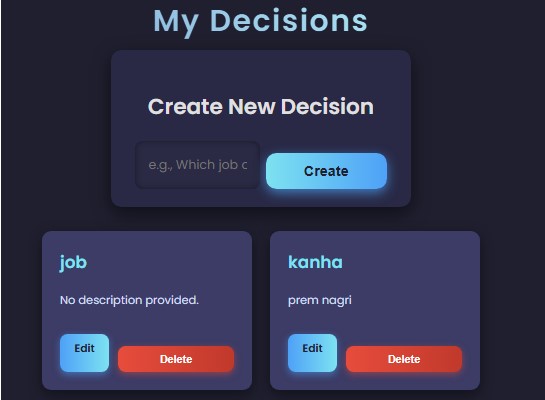 My Decisions
Create New Decision
e.g., Which job c
Create
job
No description provided.
Edit
Delete
kanha
prem nagri
Edit
Delete